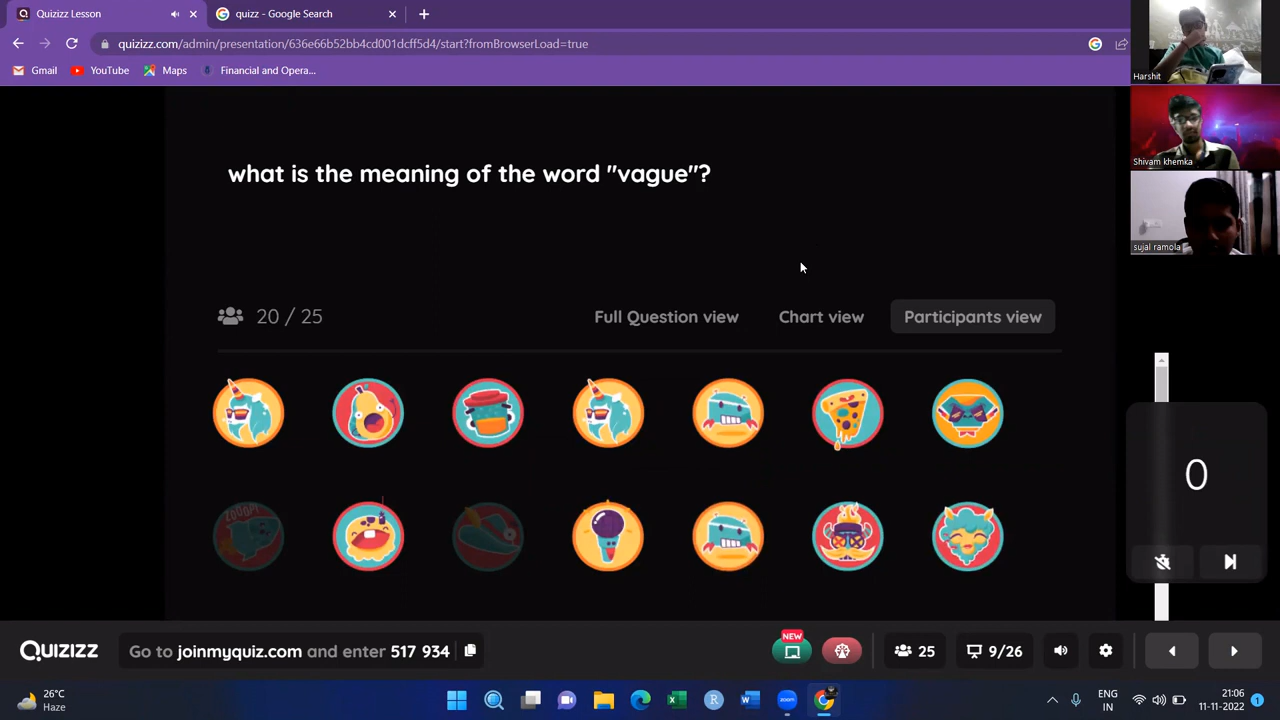 Quizizz Lesson
quizz - Google Search
quizizz.com/admin/presentation/636e66b52bb4cd001dcff5d4/start?fromBrowserLoad=true
Gmail
YouTube
Maps
Financial and Opera...
Harshit
Shivam khemka
sujal ramola
what is the meaning of the word "vague"?
20 / 25
Full Question view
Chart view
Participants view
ZOOOP!
0
Quizizz
Go to joinmyquiz.com and enter 517 934
NEW
25
9/26
26°C
Haze
zoom
ENG
IN
21:06
11-11-2022
1